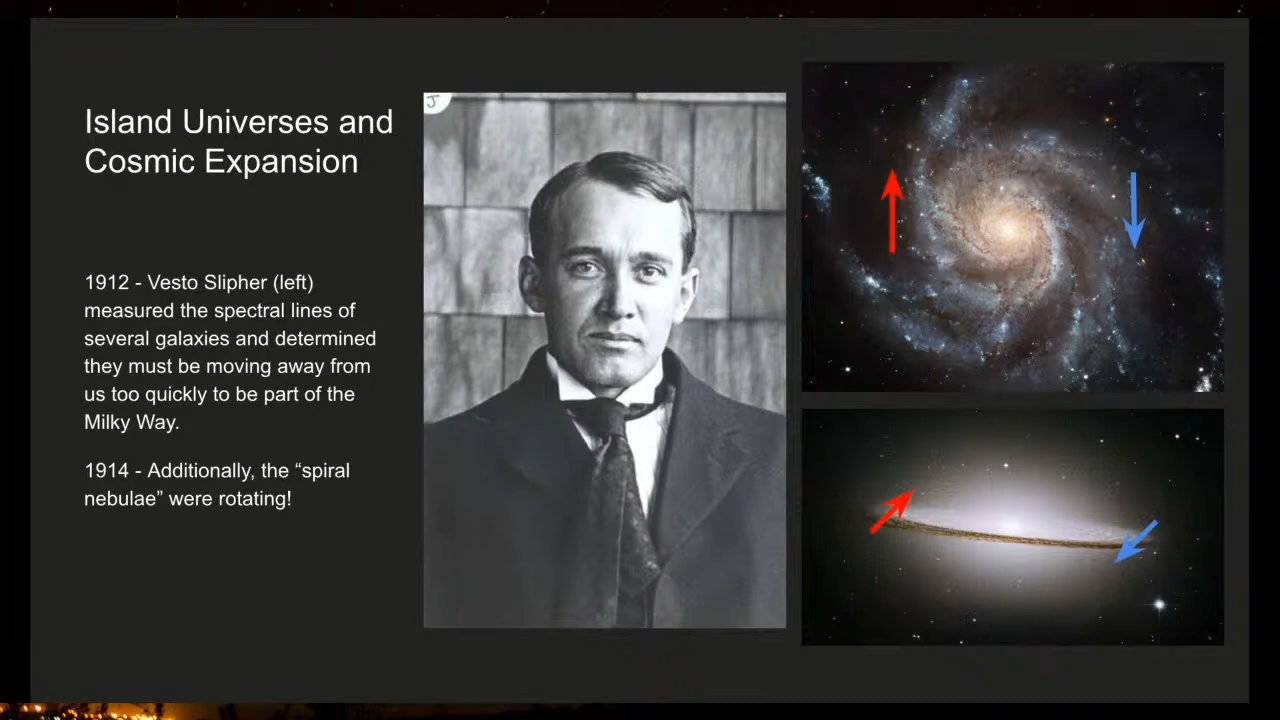 Island Universes and
Cosmic Expansion
1912 - Vesto Slipher (left)
measured the spectral lines of
several galaxies and determined
they must be moving away from
us too quickly to be part of the
Milky Way.
1914 - Additionally, the “spiral
nebulae” were rotating!
J